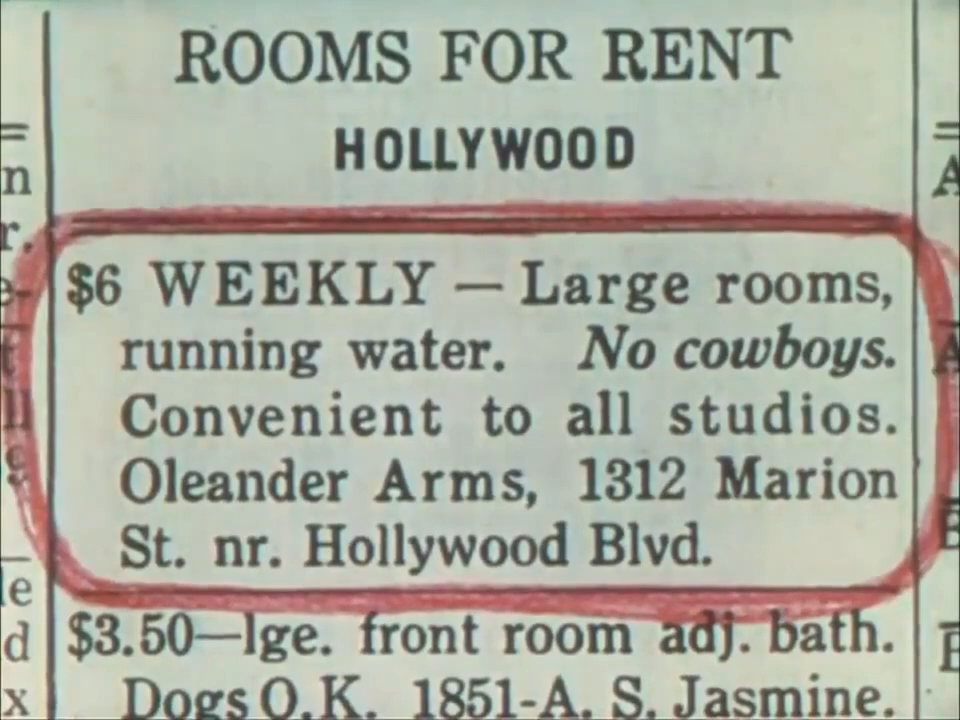 ROOMS FOR RENT
HOLLYWOOD
$6 WEEKLY — Large rooms,
running water. No cowboys.
Convenient to all studios.
Oleander Arms, 1312 Marion
St. nr. Hollywood Blvd.
$3.50—lge. front room adj. bath.
Dogs O.K. 1851-A. S. Jasmine.